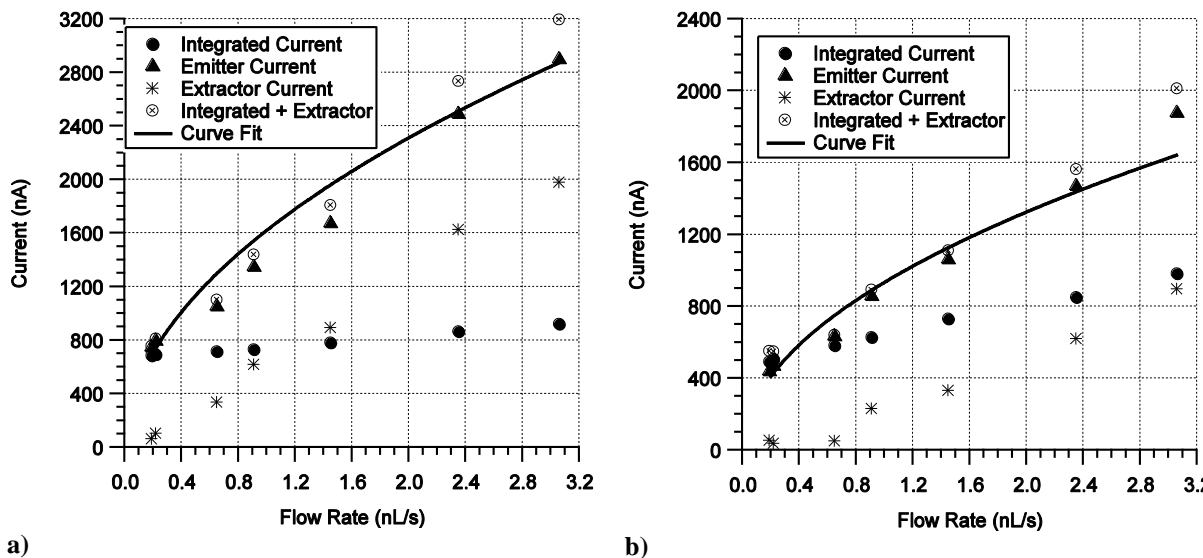 3200
2800
2400
2000
1600
1200
800
400
0
Current (nA)
Integrated Current
Emitter Current
Extractor Current
Integrated + Extractor
Curve Fit
0.0 0.4 0.8 1.2 1.6 2.0 2.4 2.8 3.2
Flow Rate (nL/s)
a)
2400
2000
1600
1200
800
400
0
Current (nA)
Integrated Current
Emitter Current
Extractor Current
Integrated + Extractor
Curve Fit
0.0 0.4 0.8 1.2 1.6 2.0 2.4 2.8 3.2
Flow Rate (nL/s)
b)